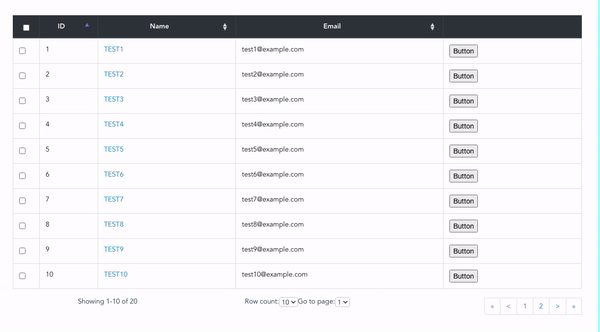 ID Name Email
1 TEST1 test1@example.com Button
2 TEST2 test2@example.com Button
3 TEST3 test3@example.com Button
4 TEST4 test4@example.com Button
5 TEST5 test5@example.com Button
6 TEST6 test6@example.com Button
7 TEST7 test7@example.com Button
8 TEST8 test8@example.com Button
9 TEST9 test9@example.com Button
10 TEST10 test10@example.com Button
Showing 1-10 of 20 Row count: 10 Go to page: 1 « < 1 2 > »